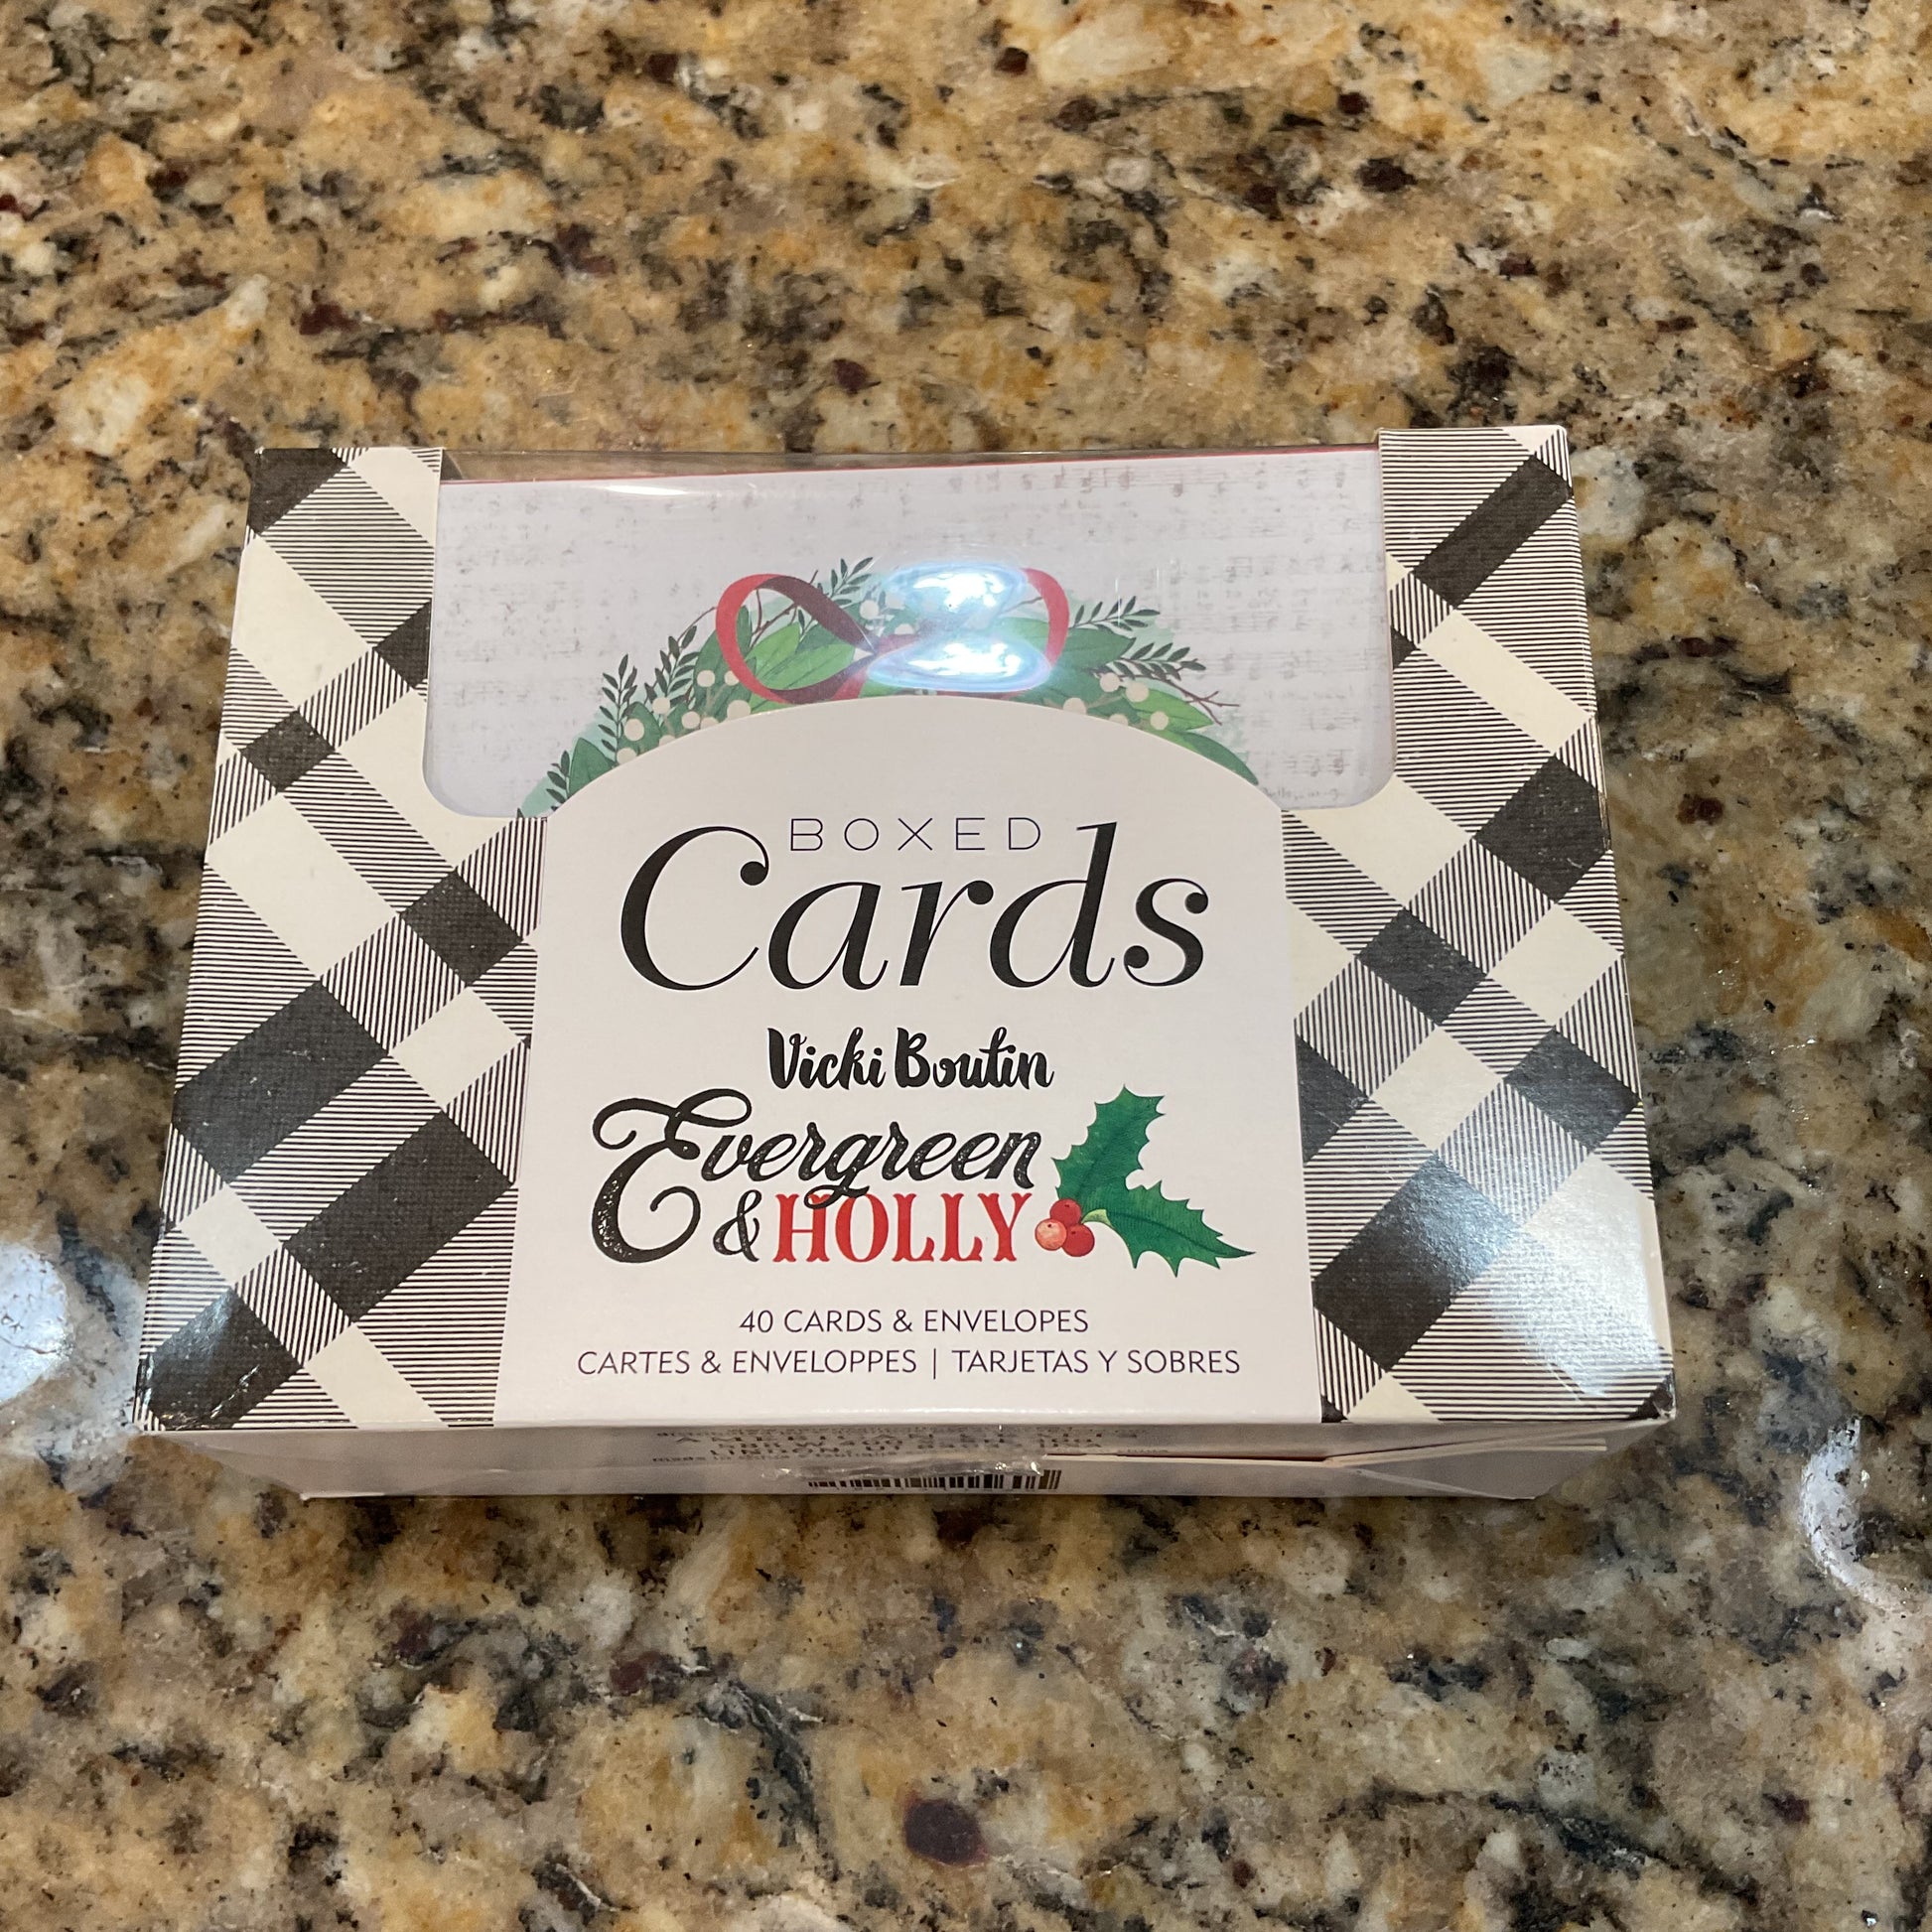 BOXED
Cards
Vicki Boutin
Evergreen
& HOLLY
40 CARDS & ENVELOPES
CARTES & ENVELOPPES | TARJETAS Y SOBRES